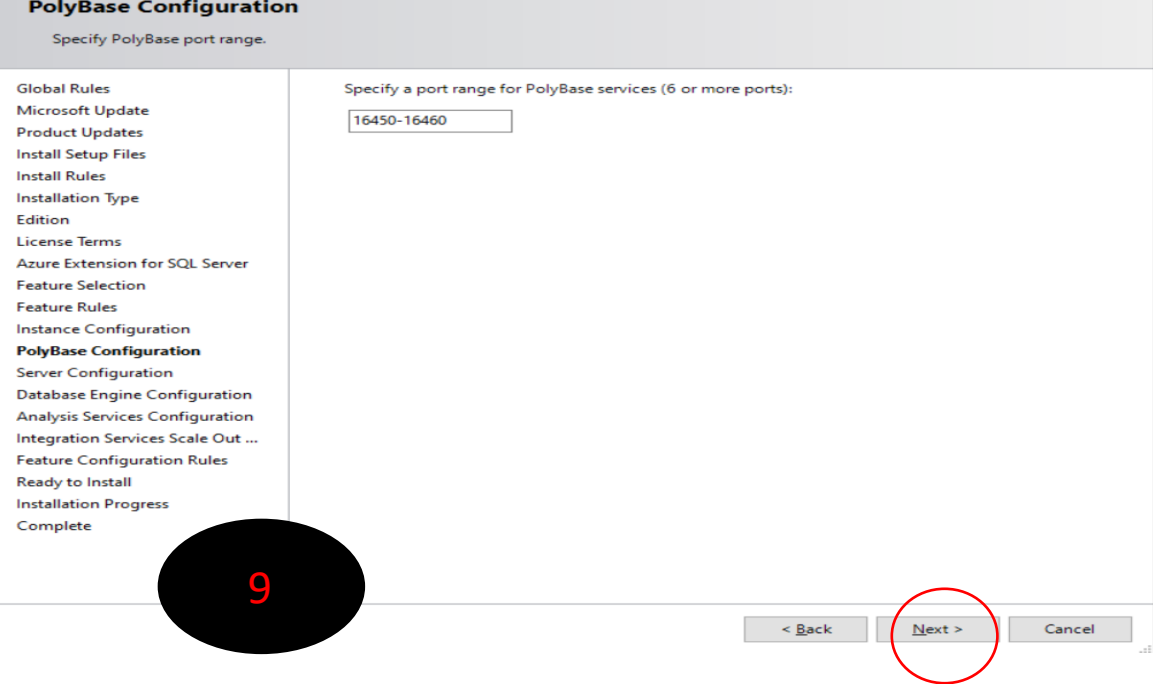 PolyBase Configuration
Specify PolyBase port range.
Global Rules
Microsoft Update
Product Updates
Install Setup Files
Install Rules
Installation Type
Edition
License Terms
Azure Extension for SQL Server
Feature Selection
Feature Rules
Instance Configuration
PolyBase Configuration
Server Configuration
Database Engine Configuration
Analysis Services Configuration
Integration Services Scale Out ...
Feature Configuration Rules
Ready to Install
Installation Progress
Complete
Specify a port range for PolyBase services (6 or more ports):
16450-16460
9
< Back
Next >
Cancel